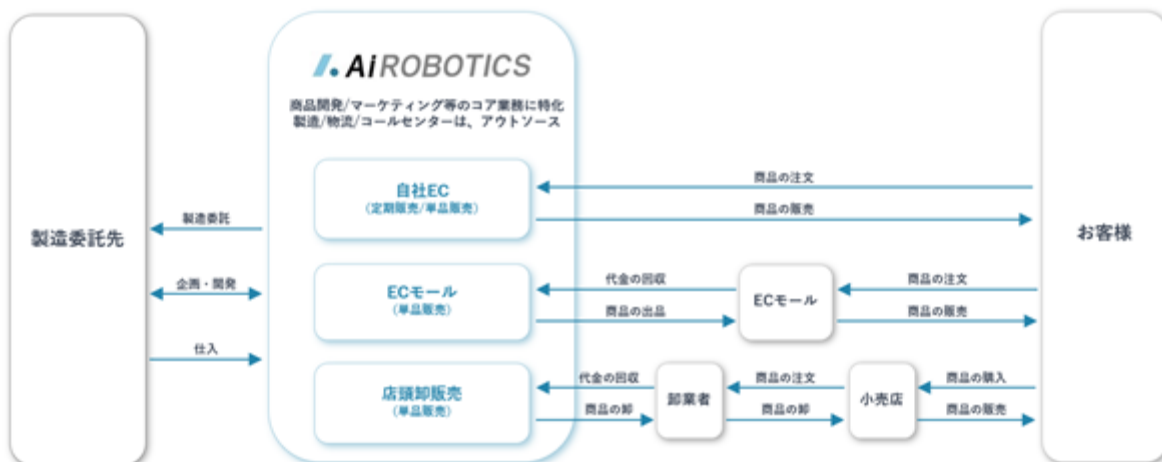 製造委託先
製造委託
企画・開発
仕入
Ai ROBOTICS
商品開発/マーケティング等のコア業務に特化
製造/物流/コールセンターは、アウトソース
自社EC
(定期販売/単品販売)
商品の注文
商品の販売
ECモール
(単品販売)
代金の回収
商品の出品
ECモール
商品の注文
商品の販売
店頭卸販売
(単品販売)
代金の回収
商品の卸
卸業者
商品の注文
商品の卸
小売店
商品の購入
商品の販売
お客様